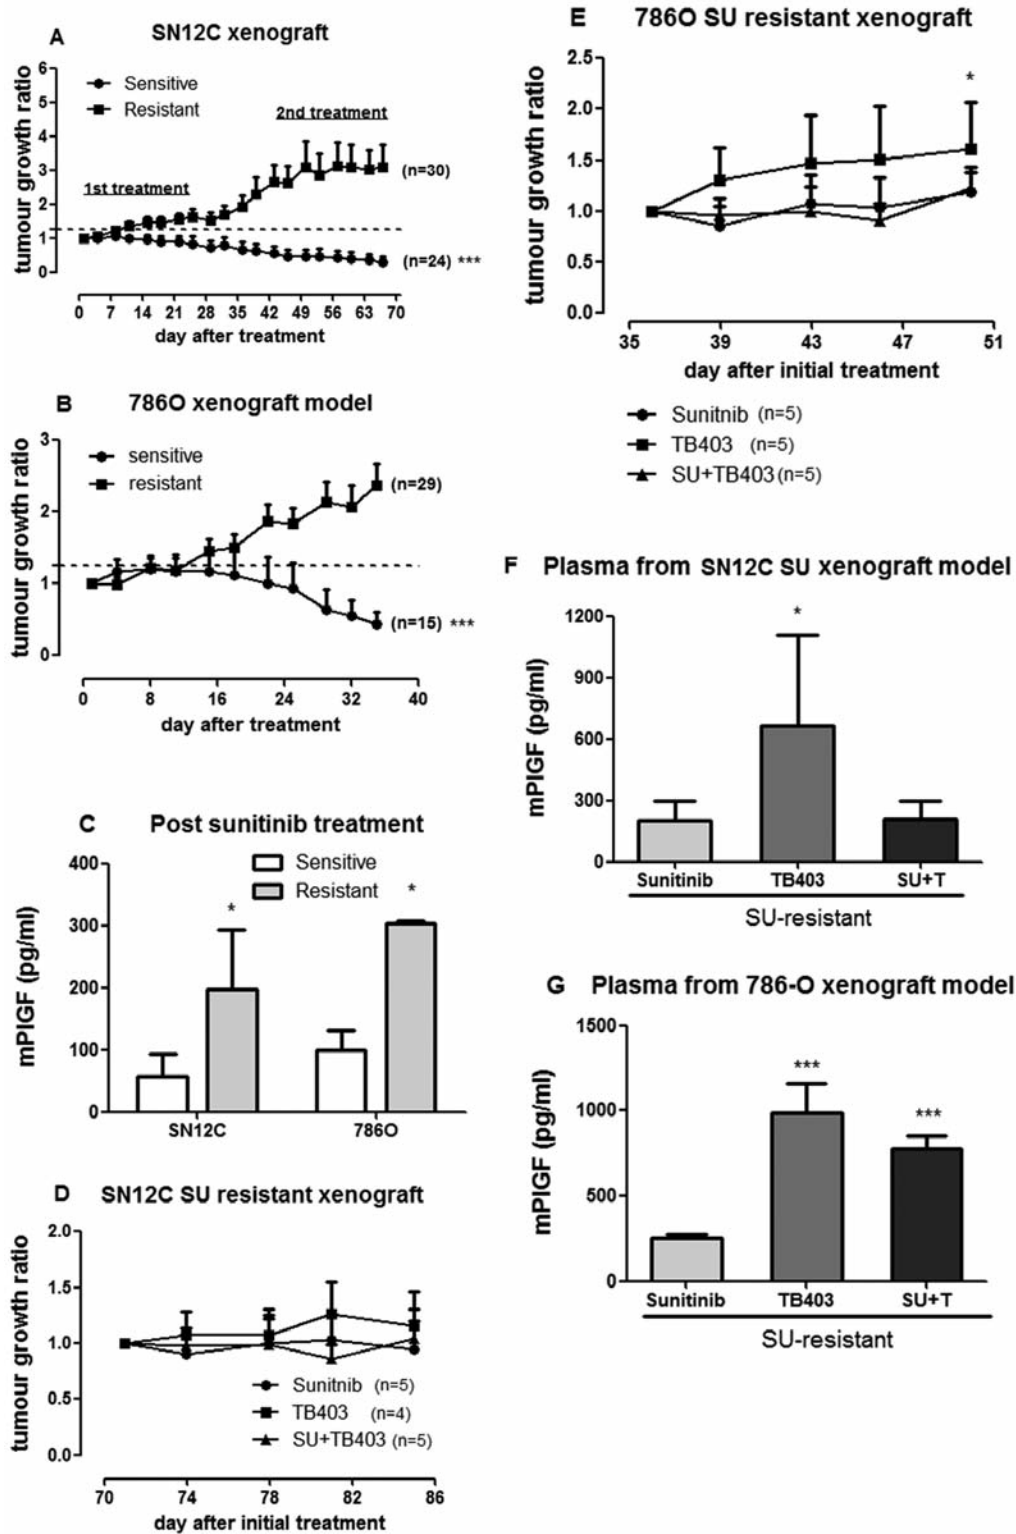 A
SN12C xenograft
tumour growth ratio
6
5
4
3
2
1
0
Sensitive
Resistant
1st treatment
2nd treatment
(n=30)
(n=24) ***
0 7 14 21 28 35 42 49 56 63 70
day after treatment
B
786O xenograft model
tumour growth ratio
3
2
1
0
sensitive
resistant
(n=29)
(n=15) ***
0 8 16 24 32 40
day after treatment
C
Post sunitinib treatment
mPIGF (pg/ml)
400
300
200
100
0
Sensitive
Resistant
*
*
SN12C 786O
D
SN12C SU resistant xenograft
tumour growth ratio
2.0
1.5
1.0
0.5
0.0
Sunitnib (n=5)
TB403 (n=4)
SU+TB403 (n=5)
70 74 78 82 86
day after initial treatment
E
786O SU resistant xenograft
tumour growth ratio
2.5
2.0
1.5
1.0
0.5
0.0
*
35 39 43 47 51
day after initial treatment
Sunitnib (n=5)
TB403 (n=5)
SU+TB403 (n=5)
F
Plasma from SN12C SU xenograft model
mPIGF (pg/ml)
1200
900
600
300
0
*
Sunitinib TB403 SU+T
SU-resistant
G
Plasma from 786-O xenograft model
mPIGF (pg/ml)
1500
1000
500
0
***
***
Sunitinib TB403 SU+T
SU-resistant